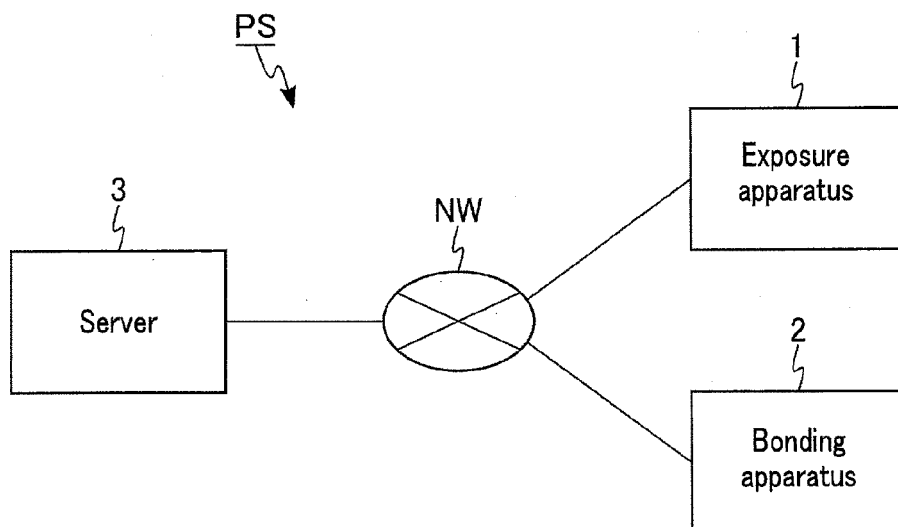 PS
1
Exposure
apparatus
3
NW
Server
2
Bonding
apparatus